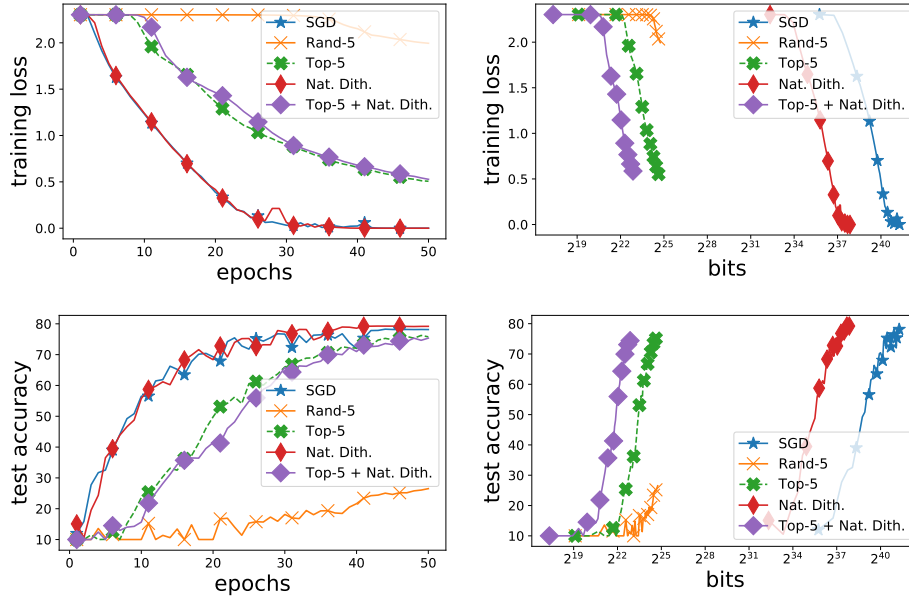 training loss
2.0
1.5
1.0
0.5
0.0
0 10 20 30 40 50
epochs
SGD
Rand-5
Top-5
Nat. Dith.
Top-5 + Nat. Dith.
training loss
2.0
1.5
1.0
0.5
0.0
2^19 2^22 2^25 2^28 2^31 2^34 2^37 2^40
bits
SGD
Rand-5
Top-5
Nat. Dith.
Top-5 + Nat. Dith.
test accuracy
80
70
60
50
40
30
20
10
0 10 20 30 40 50
epochs
SGD
Rand-5
Top-5
Nat. Dith.
Top-5 + Nat. Dith.
test accuracy
80
70
60
50
40
30
20
10
2^19 2^22 2^25 2^28 2^31 2^34 2^37 2^40
bits
SGD
Rand-5
Top-5
Nat. Dith.
Top-5 + Nat. Dith.